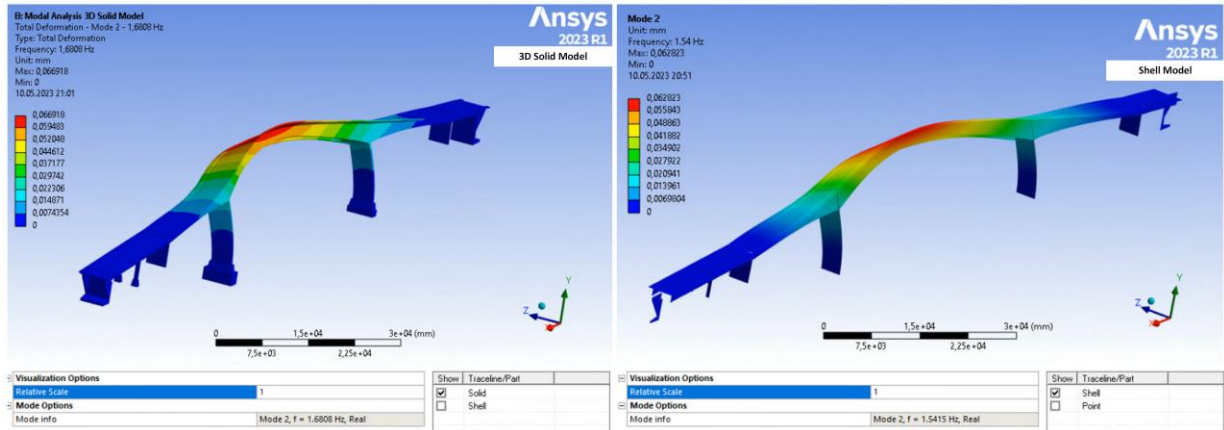 B: Modal Analysis 3D Solid Model
Total Deformation - Mode 2 - 1,6808 Hz
Type: Total Deformation
Frequency: 1,6808 Hz
Unit: mm
Max: 0,066918
Min: 0
10.05.2023 21:01
0,066918
0,059483
0,052048
0,044612
0,037177
0,029742
0,022306
0,014871
0,0074354
0
Ansys
2023 R1
3D Solid Model
Y
Z
X
0
1,5e+04
3e+04 (mm)
7,5e+03
2,25e+04
Visualization Options
Relative Scale
1
Mode Options
Mode info
Mode 2, f = 1.6808 Hz, Real
Show Traceline/Part
Solid
Shell
Mode 2
Unit: mm
Frequency: 1.54 Hz
Max: 0,062823
Min: 0
10.05.2023 20:51
0,062823
0,055843
0,048863
0,041882
0,034902
0,027922
0,020941
0,013961
0,0069804
0
Ansys
2023 R1
Shell Model
Y
Z
X
0
1,5e+04
3e+04 (mm)
7,5e+03
2,25e+04
Visualization Options
Relative Scale
1
Mode Options
Mode info
Mode 2, f = 1.5415 Hz, Real
Show Traceline/Part
Shell
Point